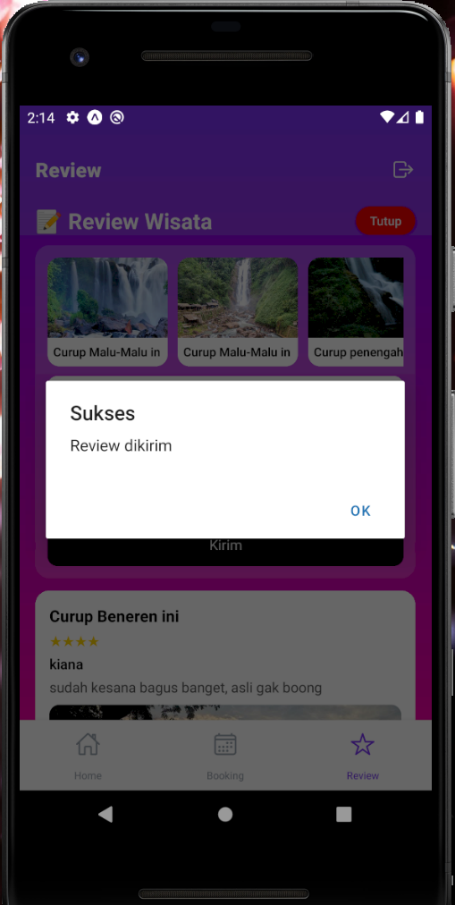 2:14
Review
📝 Review Wisata
Tutup
Curup Malu-Malu in
Curup Malu-Malu in
Curup penengah
Sukses
Review dikirim
OK
Kirim
Curup Beneren ini
★★★★
kiana
sudah kesana bagus banget, asli gak boong
Home
Booking
Review